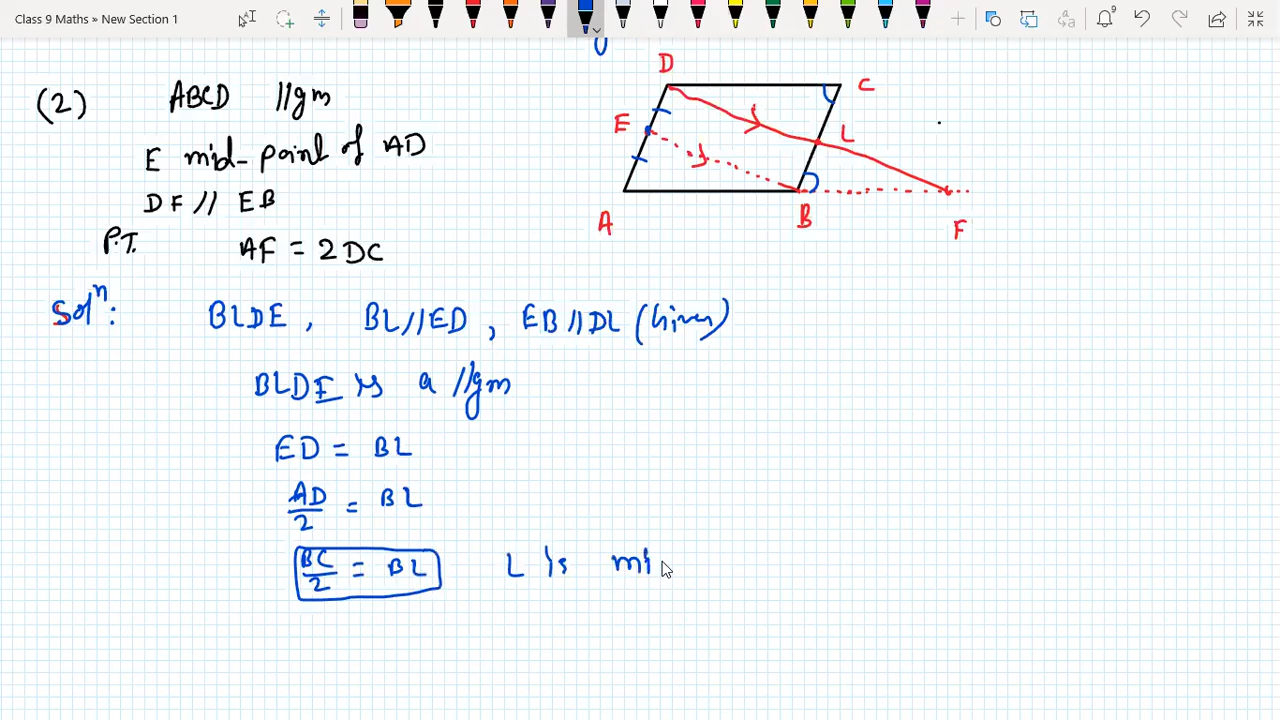 Class 9 Maths » New Section 1
(2) ABCD //gm
E mid-point of AD
DF // EB
P.T. AF = 2DC
D
C
E
L
A
B
F
Solⁿ: BLDE, BL//ED, EB//DL (Given)
BLDE is a //gm
ED = BL
AD/2 = BL
BC/2 = BL L is mi